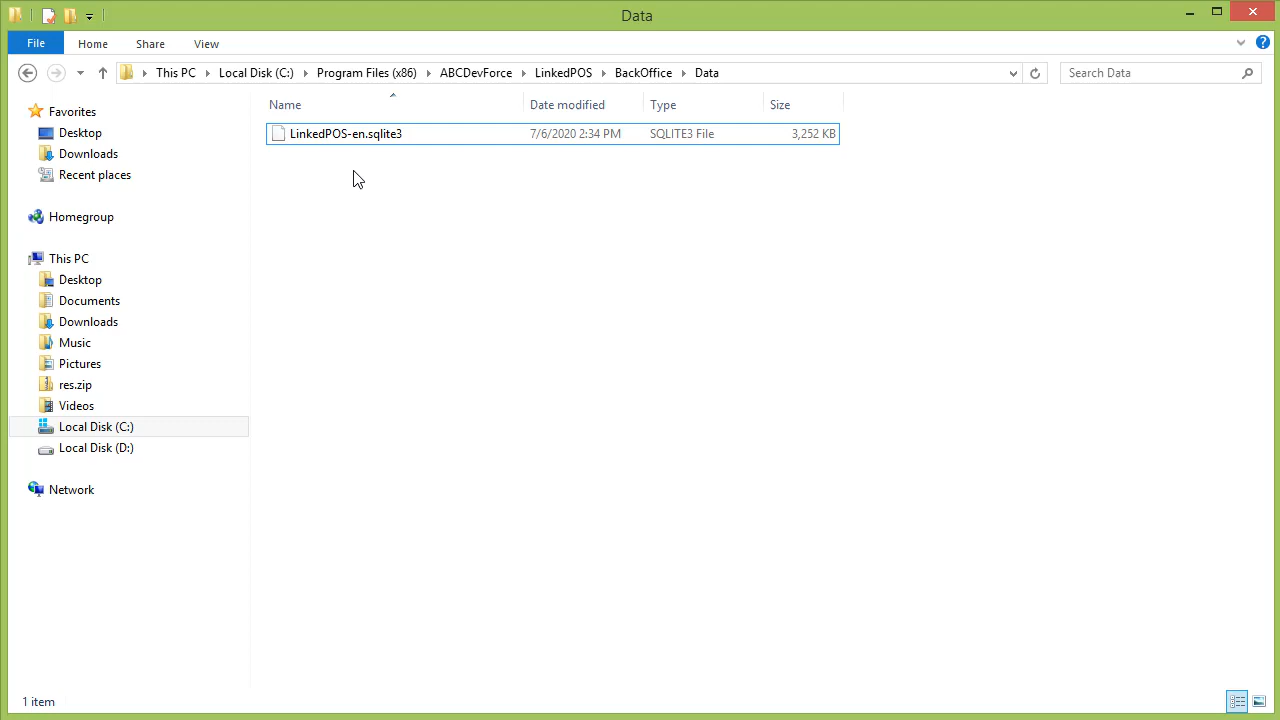 Data
File Home Share View
This PC Local Disk (C:) Program Files (x86) ABCDevForce LinkedPOS BackOffice Data
Search Data
Name Date modified Type Size
LinkedPOS-en.sqlite3 7/6/2020 2:34 PM SQLITE3 File 3,252 KB
Favorites
Desktop
Downloads
Recent places
Homegroup
This PC
Desktop
Documents
Downloads
Music
Pictures
res.zip
Videos
Local Disk (C:)
Local Disk (D:)
Network
1 item